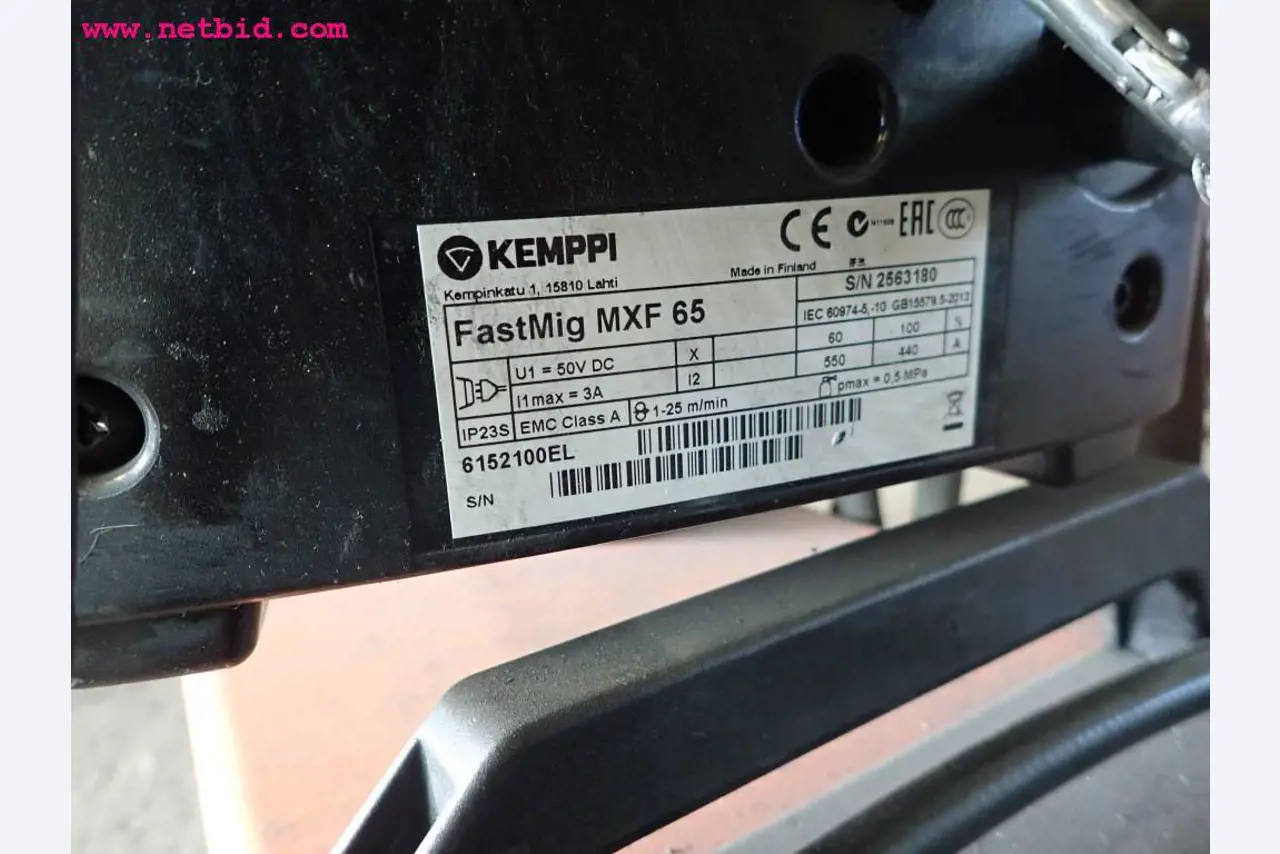 www.netbid.com
KEMPPI
CE EAC CCC
Kempinkatu 1, 15810 Lahti
Made in Finland
S/N 2563180
FastMig MXF 65
IEC 60974-5,-10 GB15579.5-2013
U1 = 50V DC X 60 100 %
I1max = 3A I2 550 440 A
IP23S EMC Class A 1-25 m/min pmax = 0,5 MPa
6152100EL
S/N